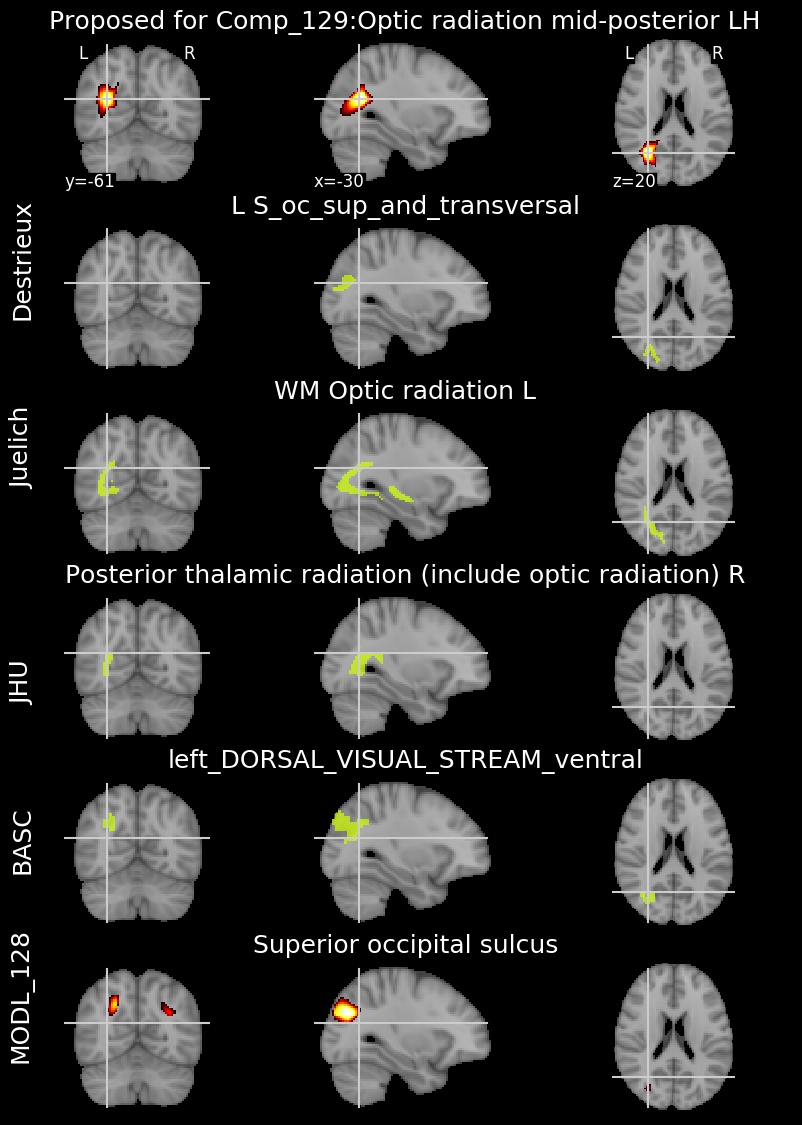 Proposed for Comp_129:Optic radiation mid-posterior LH
L R L R
y=-61 x=-30 z=20
L S_oc_sup_and_transversal
Destrieux
WM Optic radiation L
Juelich
Posterior thalamic radiation (include optic radiation) R
JHU
left_DORSAL_VISUAL_STREAM_ventral
BASC
Superior occipital sulcus
MODL_128